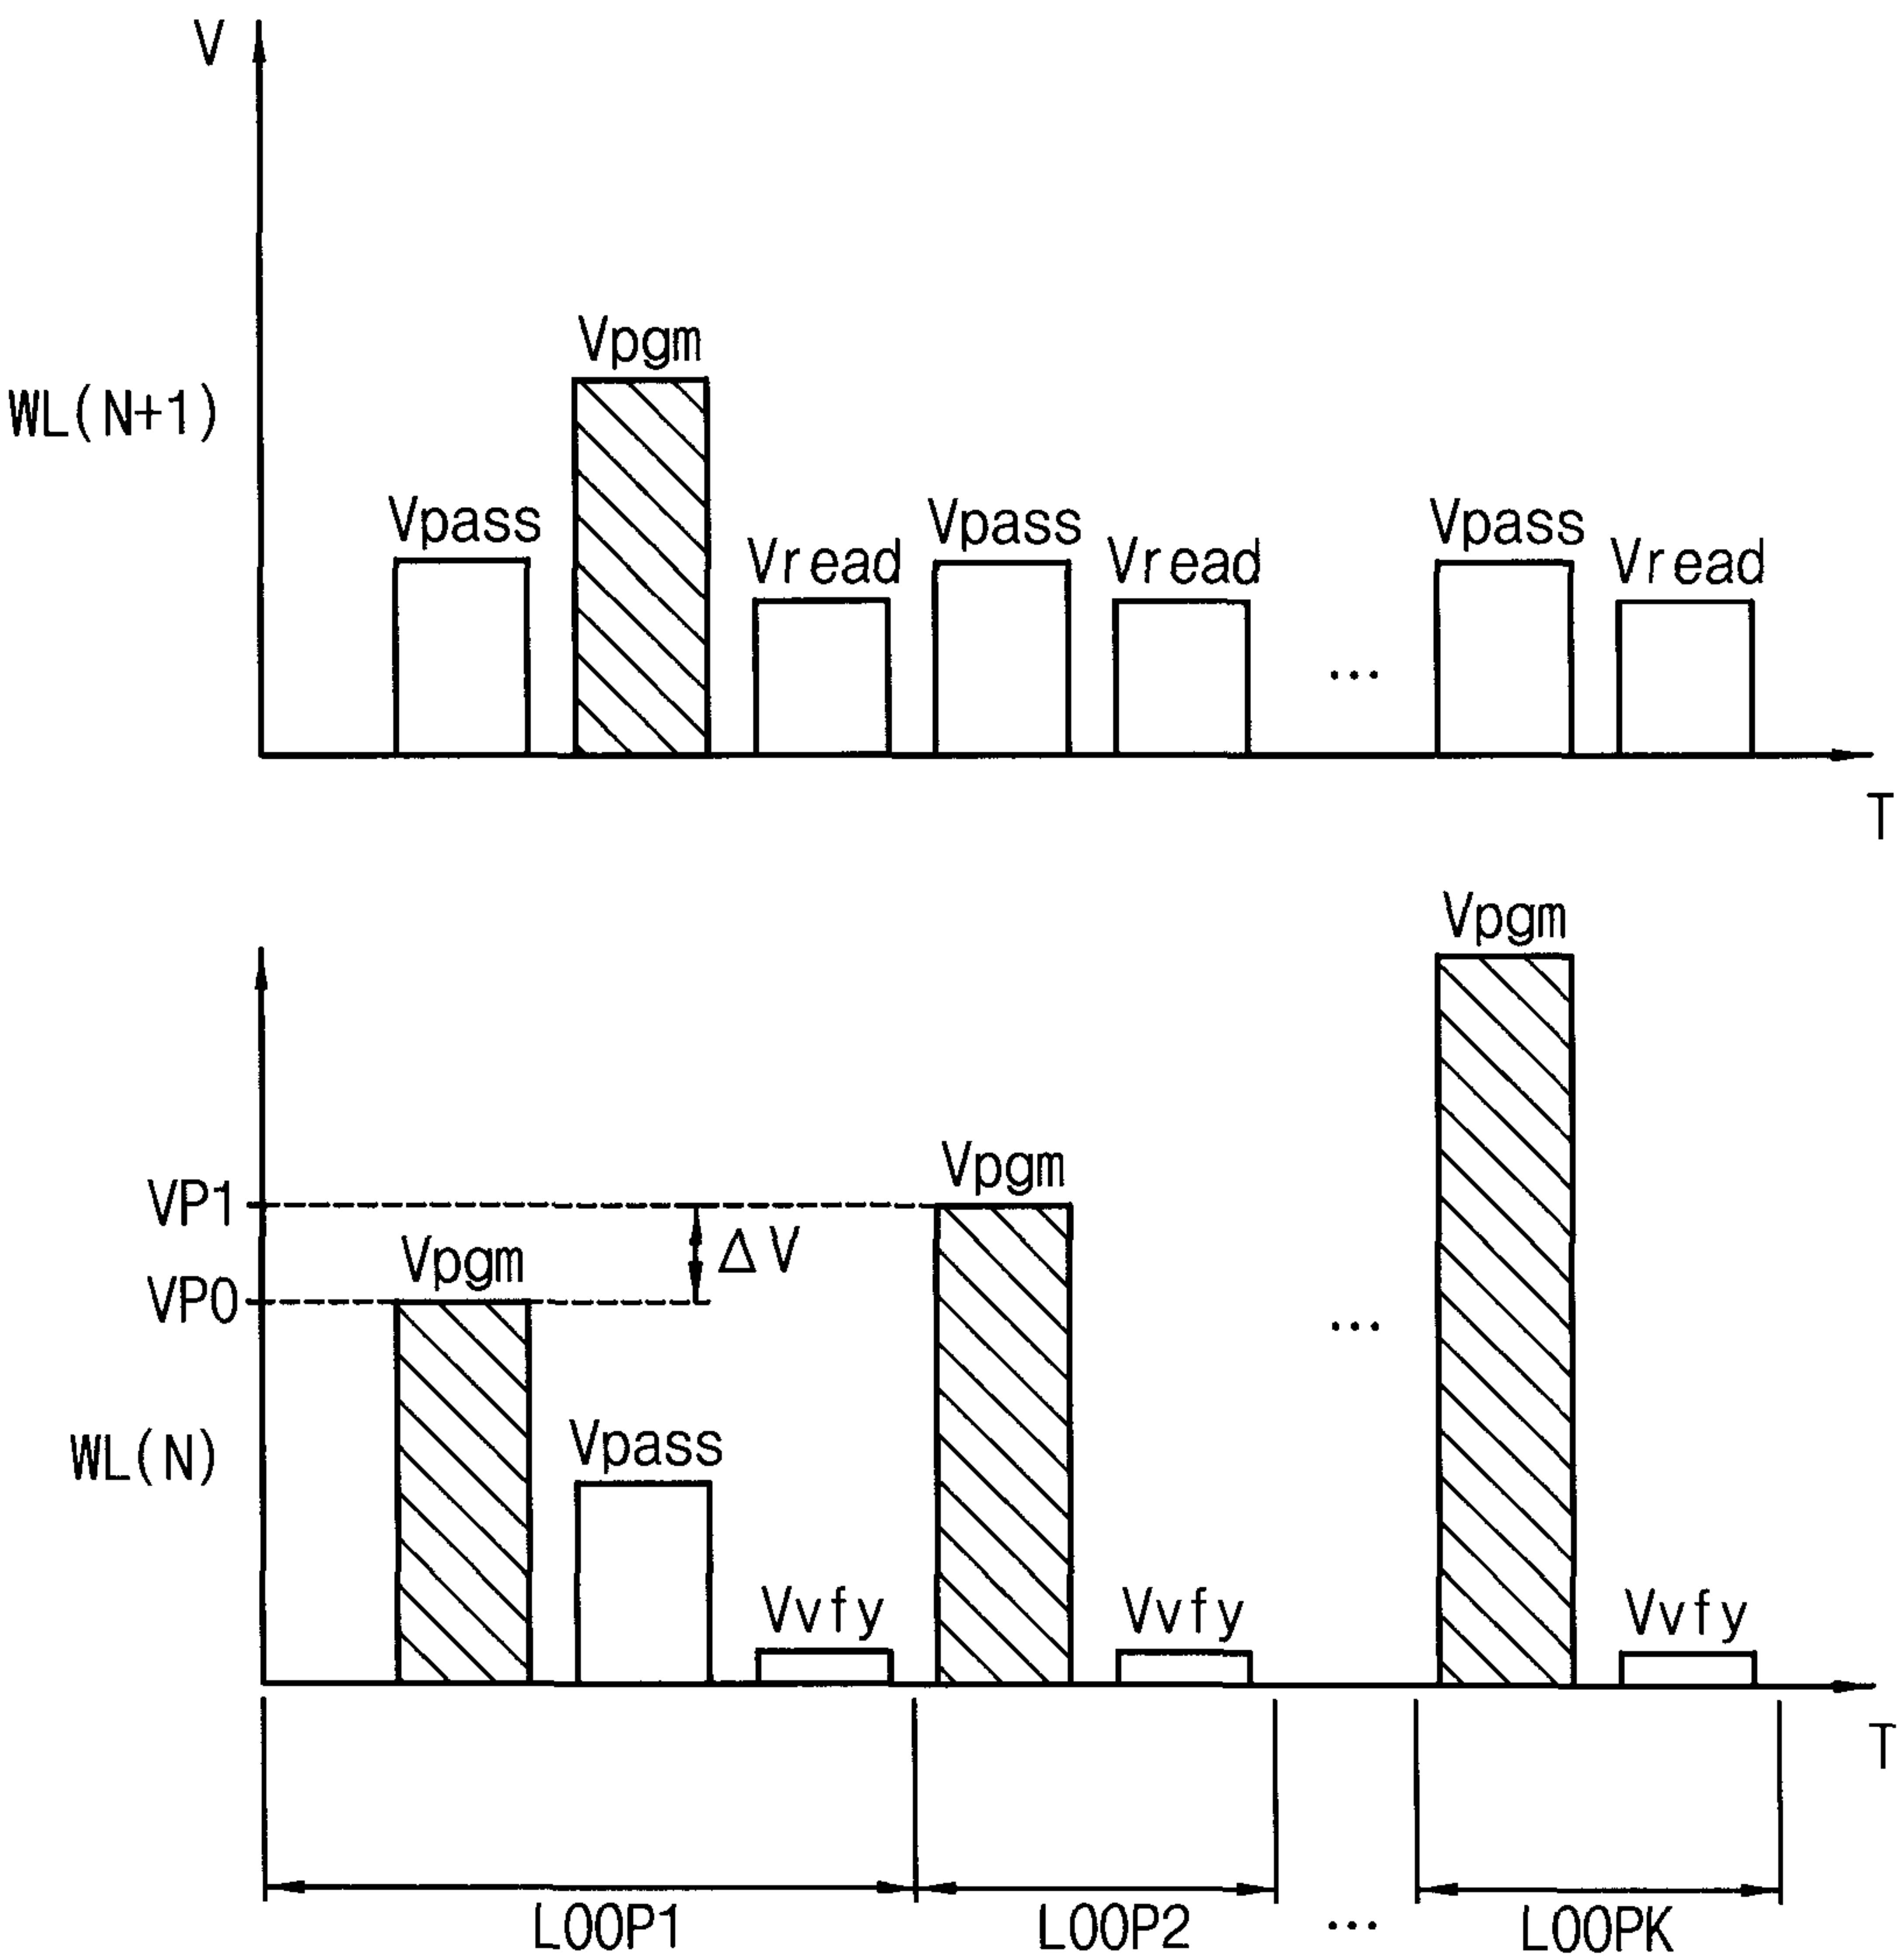 V
Vpgm
WL(N+1)
Vpass
Vpass
Vpass
Vread
Vread
Vread
...
T
Vpgm
Vpgm
VP1
ΔV
Vpgm
VP0
...
Vpass
WL(N)
Vvfy
Vvfy
Vvfy
T
LOOP1
LOOP2
...
LOOPK